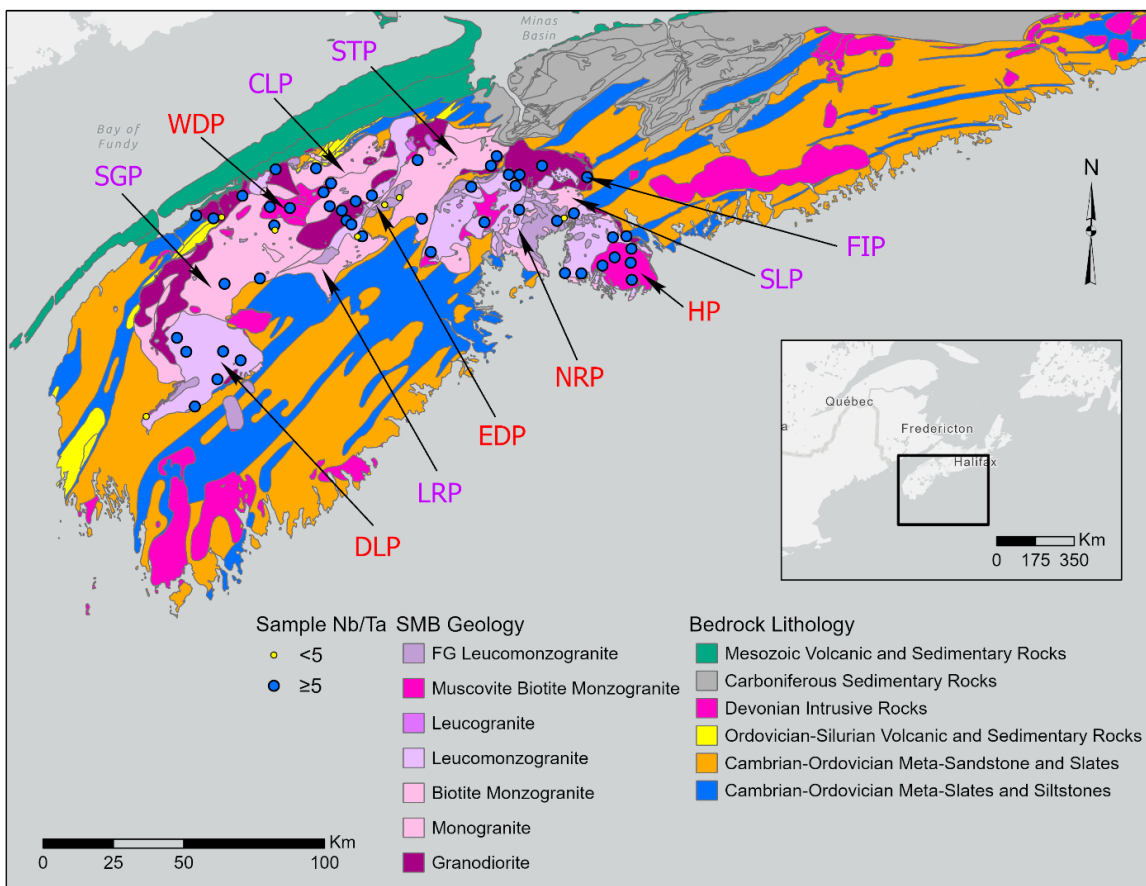 Minas
Basin
STP
CLP
Bay of
Fundy
WDP
SGP
N
FIP
SLP
HP
NRP
EDP
LRP
DLP
Québec
a
Fredericton
Halifax
Km
0 175 350
Sample Nb/Ta
<5
≥5
SMB Geology
FG Leucomonzogranite
Muscovite Biotite Monzogranite
Leucogranite
Leucomonzogranite
Biotite Monzogranite
Monogranite
Granodiorite
Bedrock Lithology
Mesozoic Volcanic and Sedimentary Rocks
Carboniferous Sedimentary Rocks
Devonian Intrusive Rocks
Ordovician-Silurian Volcanic and Sedimentary Rocks
Cambrian-Ordovician Meta-Sandstone and Slates
Cambrian-Ordovician Meta-Slates and Siltstones
Km
0 25 50 100